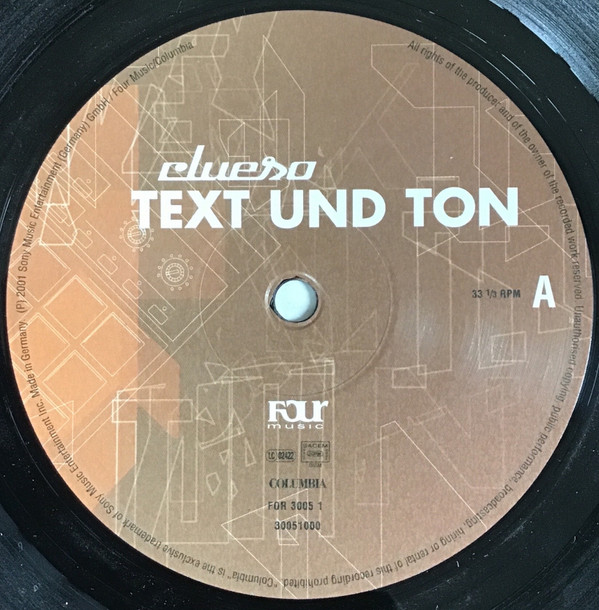 clueso
TEXT UND TON
33 ⅓ RPM
A
Four
music
LC 02422
SACEM
COLUMBIA
FOR 3005 1
30051000
All rights of the producer and of the owner of the recorded work reserved. Unauthorised copying, public performance, broadcasting, hiring or rental of this recording prohibited. "Columbia" is the exclusive trademark of Sony Music Entertainment Inc. Made in Germany (P) 2001 Sony Music Entertainment (Germany) GmbH / Four Music/Columbia